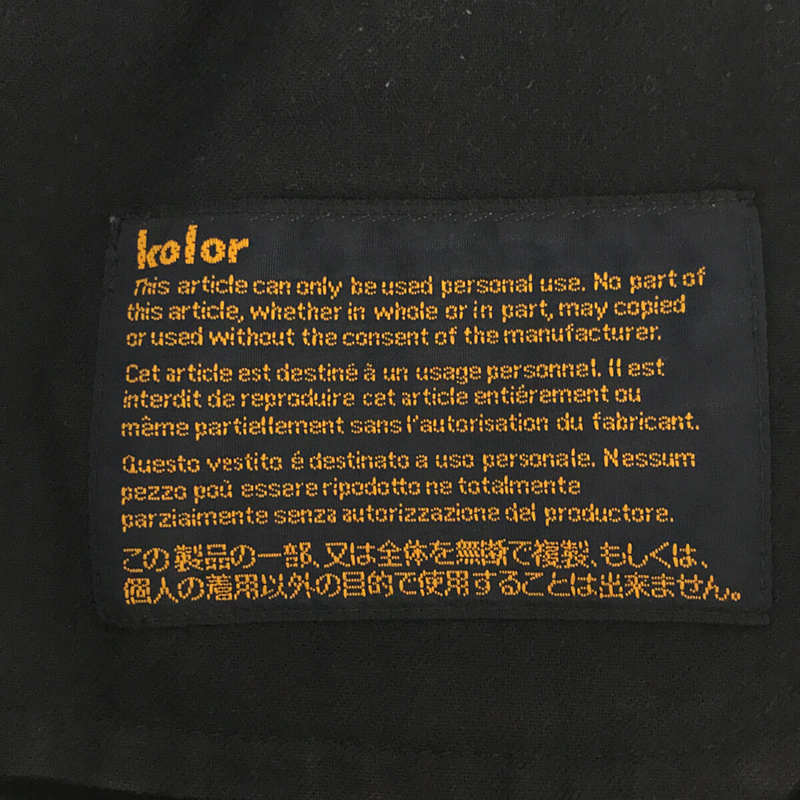 kolor
This article can only be used personal use. No part of
this article, whether in whole or in part, may copied
or used without the consent of the manufacturer.
Cet article est destiné à un usage personnel. Il est
interdit de reproduire cet article entiérement ou
même partiellement sans l'autorisation du fabricant.
Questo vestito é destinato a uso personale. Nessum
pezzo poù essere ripodotto ne totalmente
parziaimente senza autorizzazione del productore.
この製品の一部、又は全体を無断で複製、もしくは、
個人の着用以外の目的で使用することは出来ません。